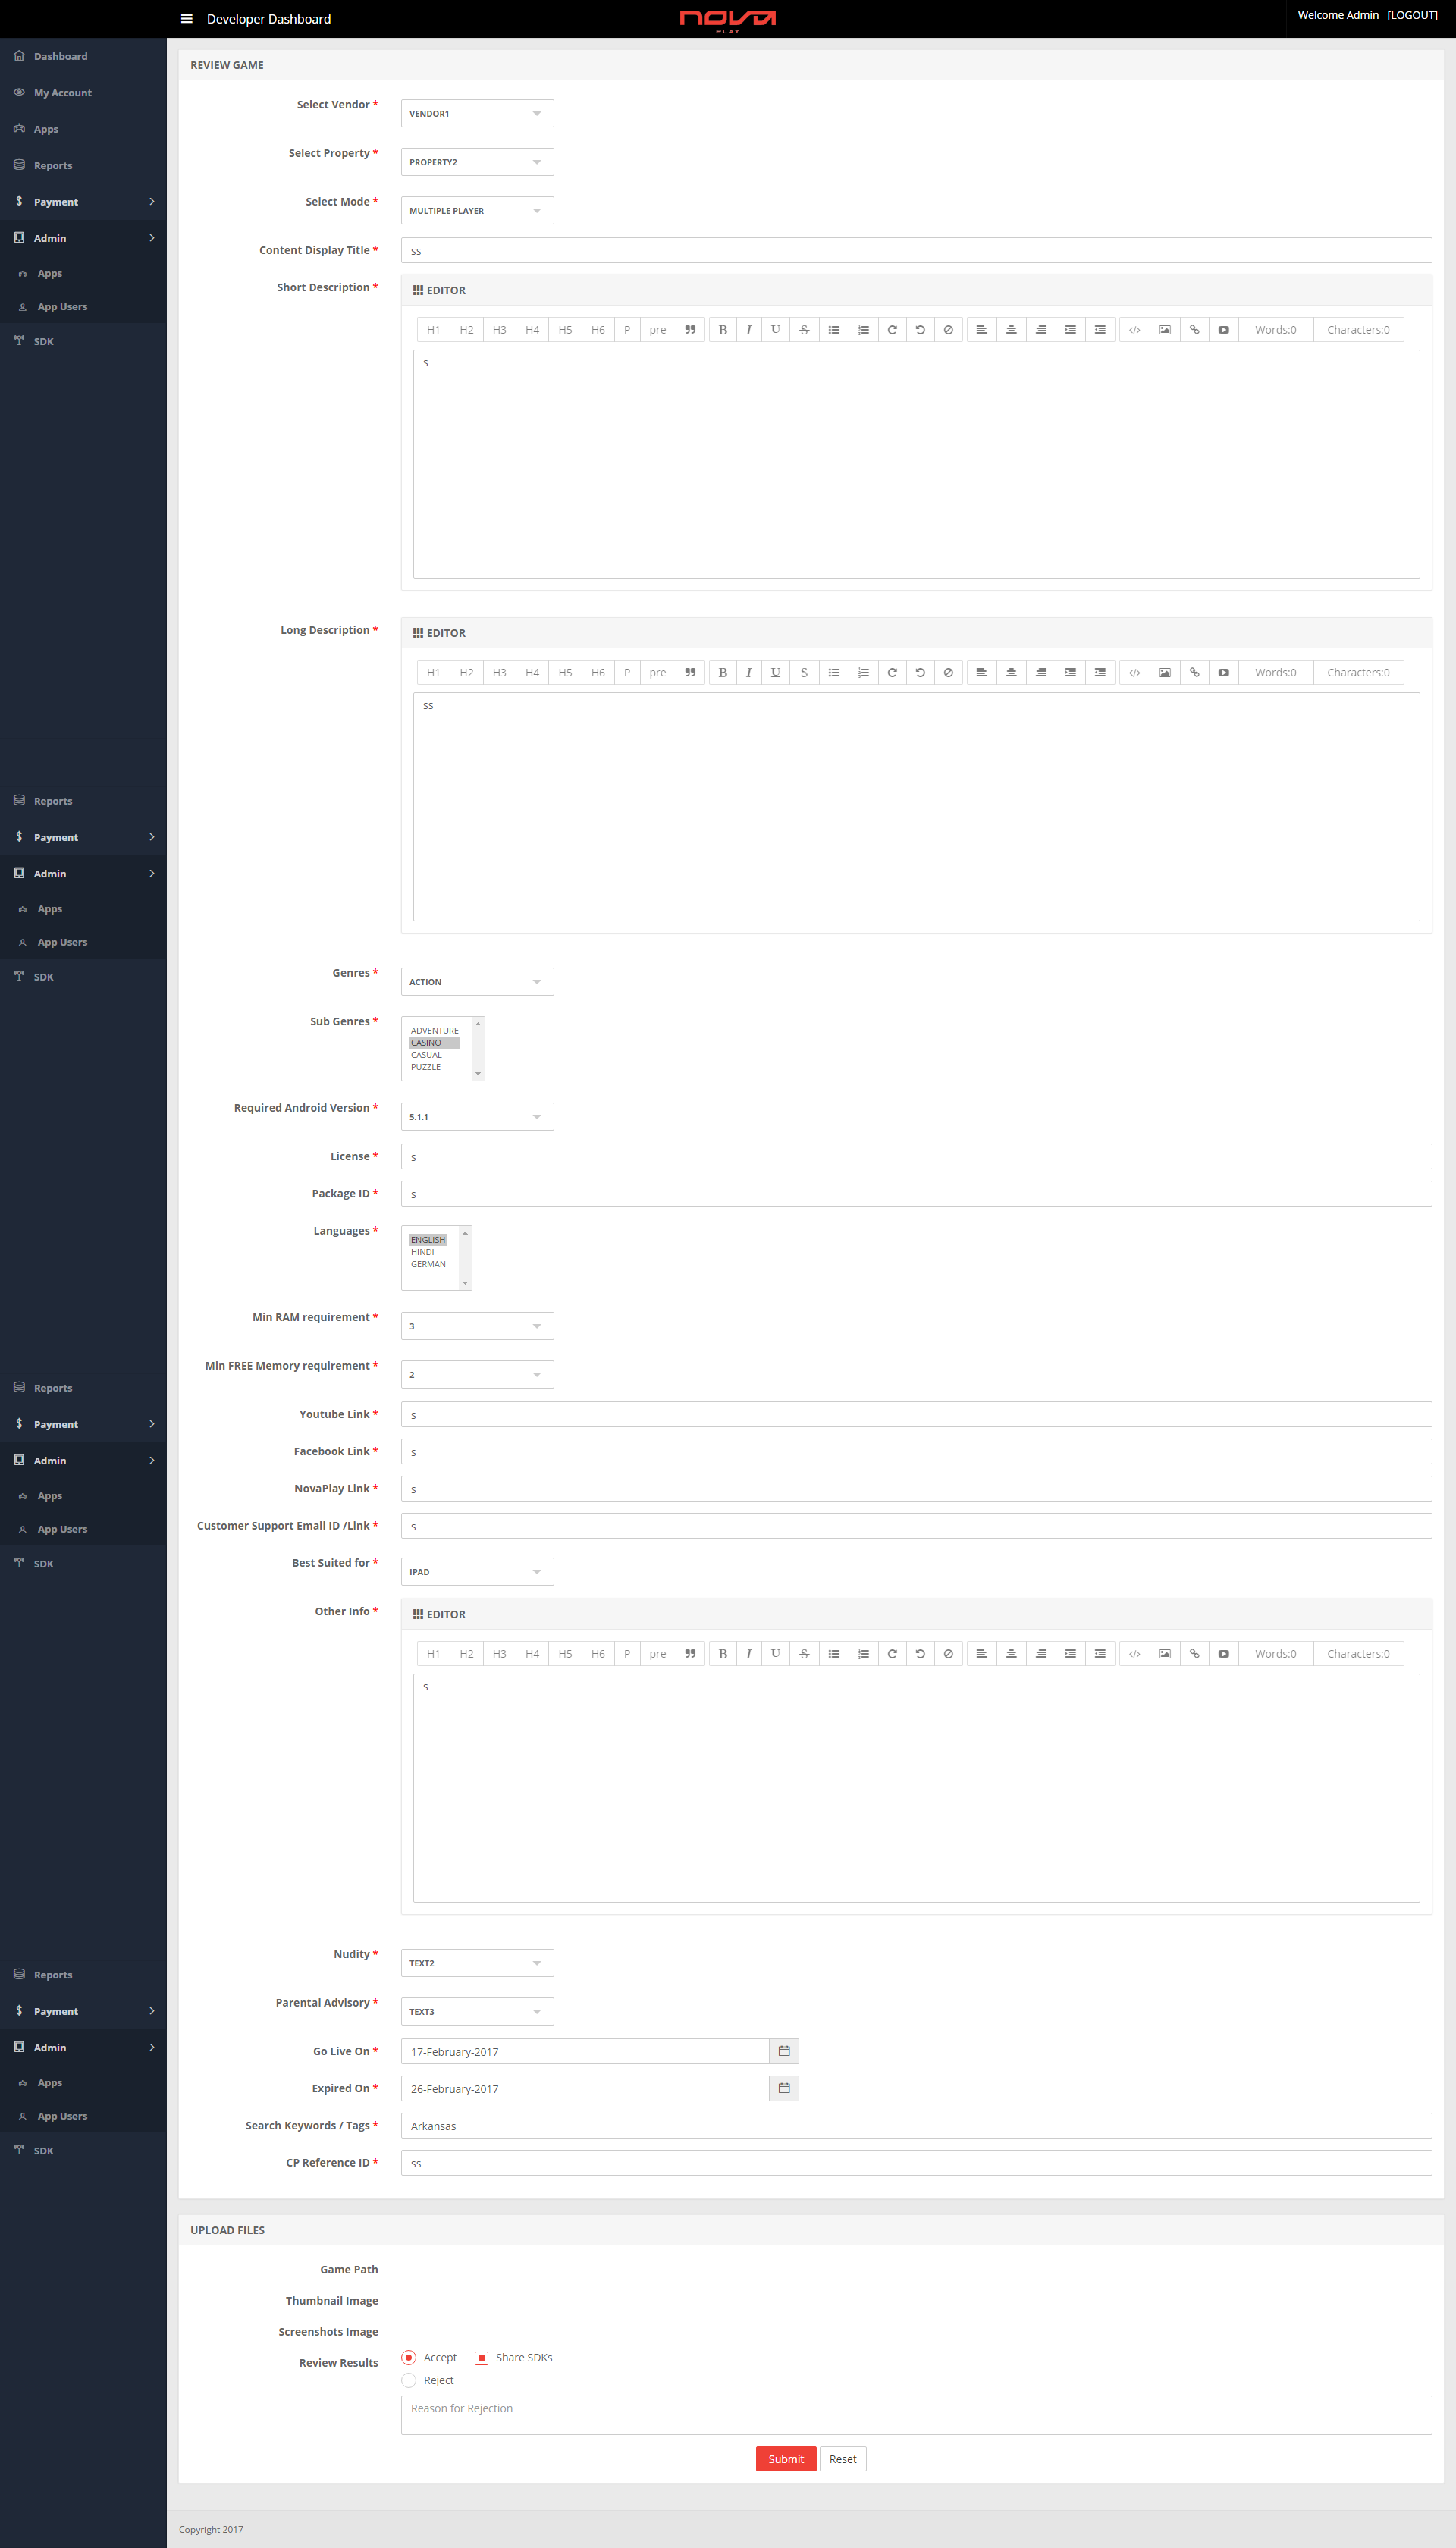 Developer Dashboard
NOVA
PLAY
Welcome Admin [LOGOUT]
Dashboard
My Account
Apps
Reports
Payment
Admin
Apps
App Users
SDK
Reports
Payment
Admin
Apps
App Users
SDK
Reports
Payment
Admin
Apps
App Users
SDK
Reports
Payment
Admin
Apps
App Users
SDK
REVIEW GAME
Select Vendor * VENDOR1
Select Property * PROPERTY2
Select Mode * MULTIPLE PLAYER
Content Display Title * ss
Short Description * EDITOR
H1 H2 H3 H4 H5 H6 P pre B I U S Words:0 Characters:0
s
Long Description * EDITOR
H1 H2 H3 H4 H5 H6 P pre B I U S Words:0 Characters:0
ss
Genres * ACTION
Sub Genres *
ADVENTURE
CASINO
CASUAL
PUZZLE
Required Android Version * 5.1.1
License * s
Package ID * s
Languages *
ENGLISH
HINDI
GERMAN
Min RAM requirement * 3
Min FREE Memory requirement * 2
Youtube Link * s
Facebook Link * s
NovaPlay Link * s
Customer Support Email ID /Link * s
Best Suited for * IPAD
Other Info * EDITOR
H1 H2 H3 H4 H5 H6 P pre B I U S Words:0 Characters:0
s
Nudity * TEXT2
Parental Advisory * TEXT3
Go Live On * 17-February-2017
Expired On * 26-February-2017
Search Keywords / Tags * Arkansas
CP Reference ID * ss
UPLOAD FILES
Game Path
Thumbnail Image
Screenshots Image
Review Results Accept Share SDKs
Reject
Reason for Rejection
Submit Reset
Copyright 2017